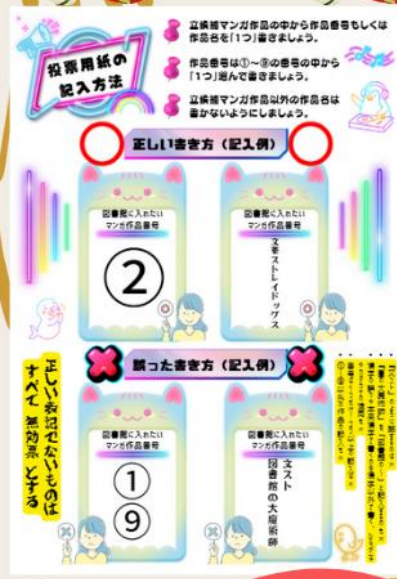 投票用紙の
記入方法
立候補マンガ作品の中から作品番号もしくは
作品名を「1つ」書きましょう。
作品番号は①〜⑨の番号の中から
「1つ」選んで書きましょう。
立候補マンガ作品以外の作品名は
書かないようにしましょう。
正しい書き方（記入例）
図書館に入れたい
マンガ作品番号
②
図書館に入れたい
マンガ作品番号
文豪ストレイドッグス
誤った書き方（記入例）
図書館に入れたい
マンガ作品番号
①
⑨
図書館に入れたい
マンガ作品番号
文スト
図書館の大魔術師
正しい表記でないものは
すべて 無効票 とする